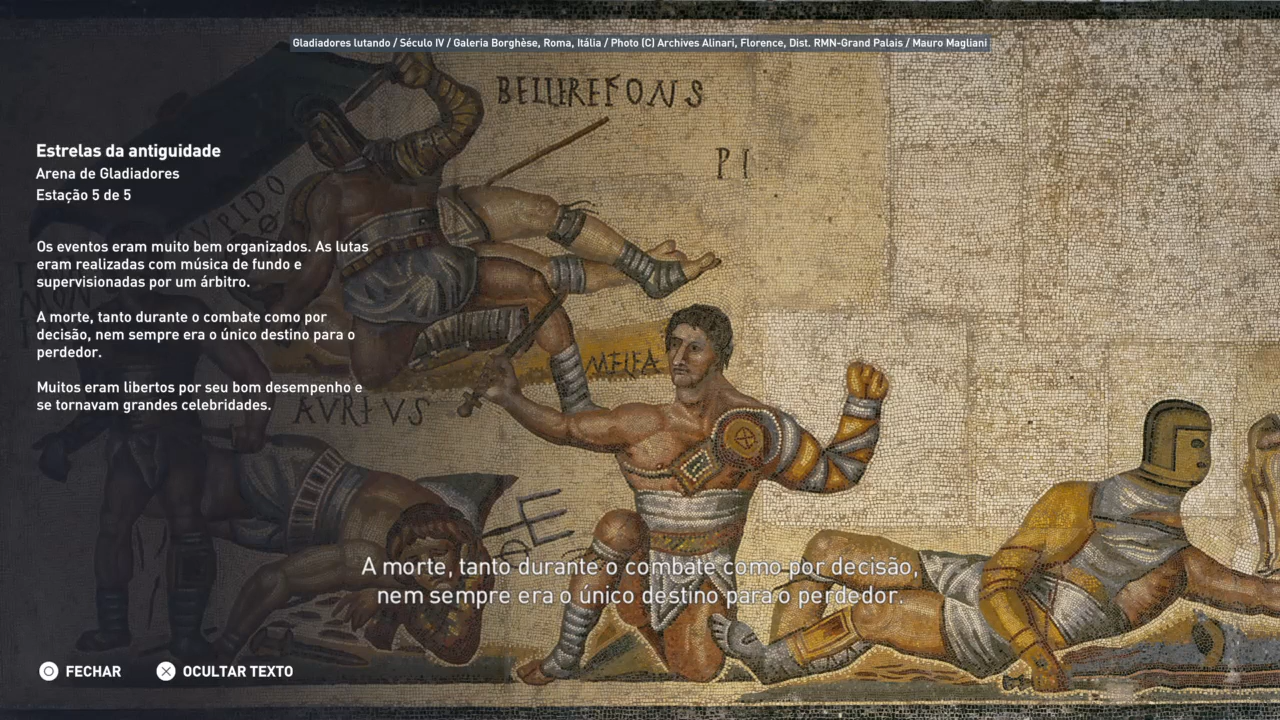 Gladiadores lutando / Século IV / Galeria Borghèse, Roma, Itália / Photo (C) Archives Alinari, Florence, Dist. RMN-Grand Palais / Mauro Magliani
BELLEREFONS
PI
Estrelas da antiguidade
Arena de Gladiadores
Estação 5 de 5
CVPIDO
Os eventos eram muito bem organizados. As lutas
eram realizadas com música de fundo e
supervisionadas por um árbitro.
A morte, tanto durante o combate como por
decisão, nem sempre era o único destino para o
perdedor.
MELEA
Muitos eram libertos por seu bom desempenho e
se tornavam grandes celebridades.
AVRIVS
A morte, tanto durante o combate como por decisão,
nem sempre era o único destino para o perdedor.
FECHAR
OCULTAR TEXTO